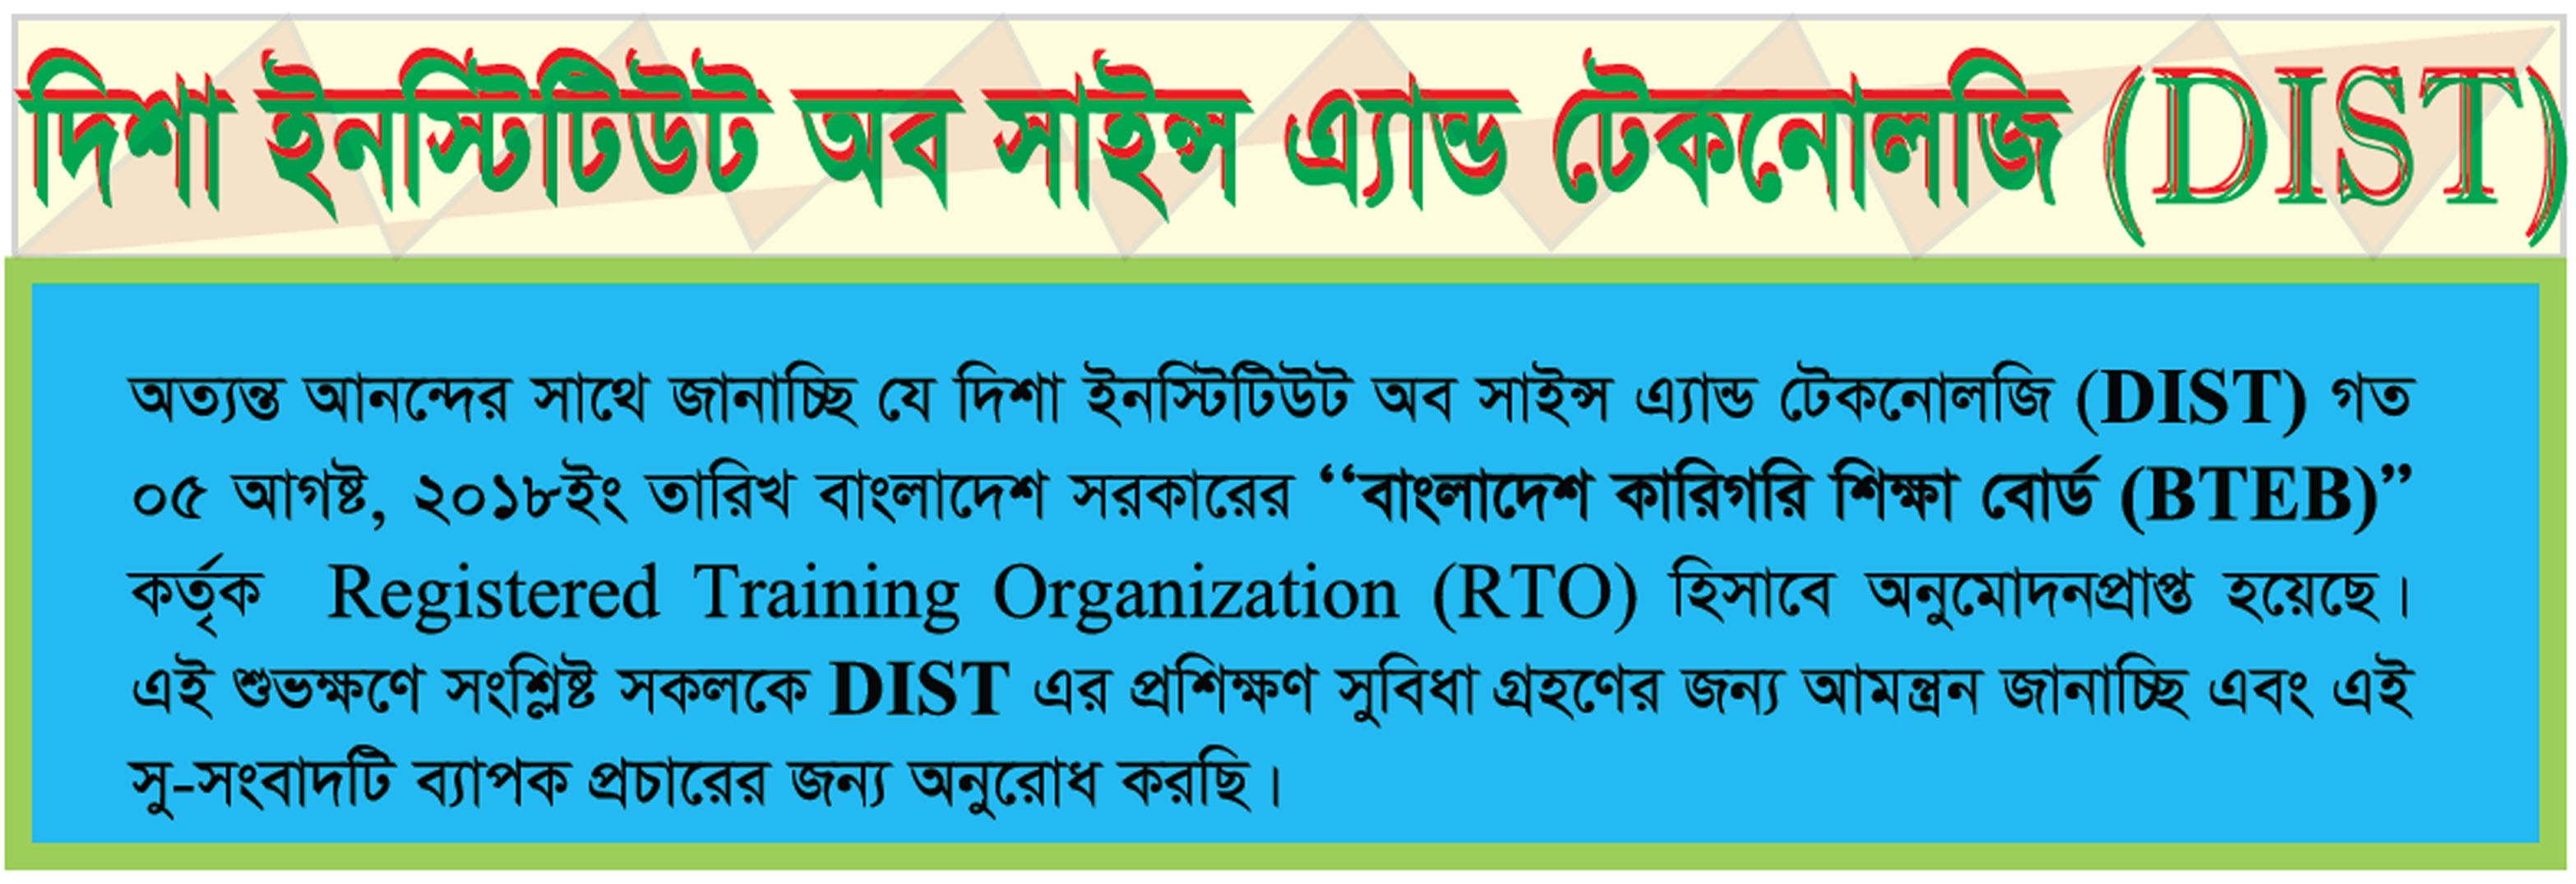 দিশা ইনস্টিটিউট অব সাইন্স এ্যান্ড টেকনোলজি (DIST)
অত্যন্ত আনন্দের সাথে জানাচ্ছি যে দিশা ইনস্টিটিউট অব সাইন্স এ্যান্ড টেকনোলজি (DIST) গত
০৫ আগষ্ট, ২০১৮ইং তারিখ বাংলাদেশ সরকারের “বাংলাদেশ কারিগরি শিক্ষা বোর্ড (BTEB)”
কর্তৃক Registered Training Organization (RTO) হিসাবে অনুমোদনপ্রাপ্ত হয়েছে।
এই শুভক্ষণে সংশ্লিষ্ট সকলকে DIST এর প্রশিক্ষণ সুবিধা গ্রহণের জন্য আমন্ত্রন জানাচ্ছি এবং এই
সু-সংবাদটি ব্যাপক প্রচারের জন্য অনুরোধ করছি।